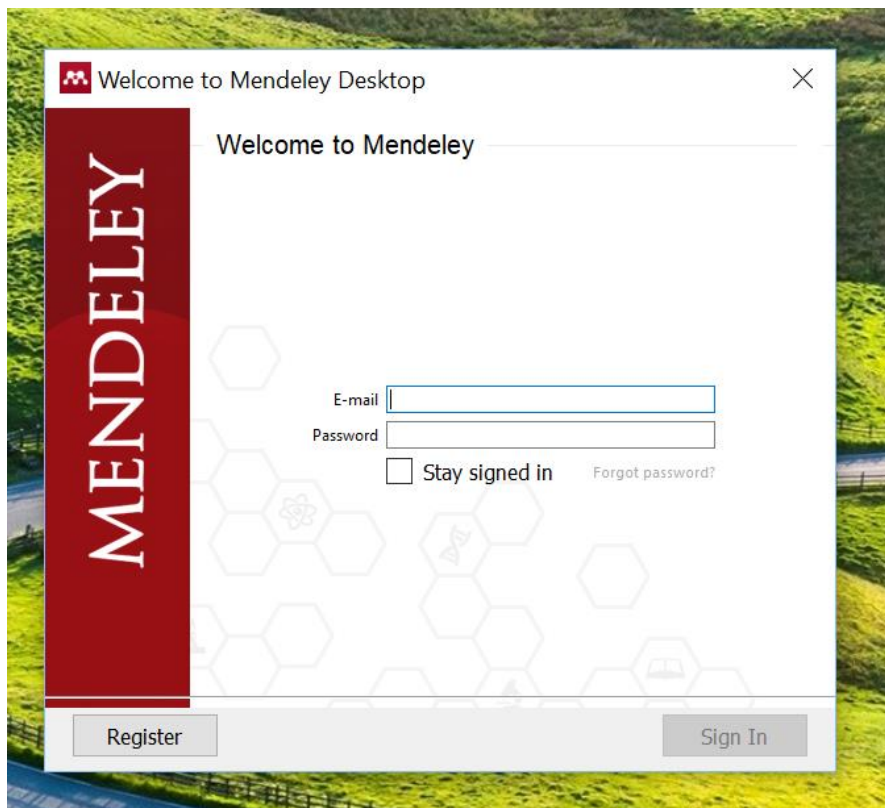 Welcome to Mendeley Desktop
Welcome to Mendeley
MENDELEY
E-mail
Password
Stay signed in Forgot password?
Register Sign In